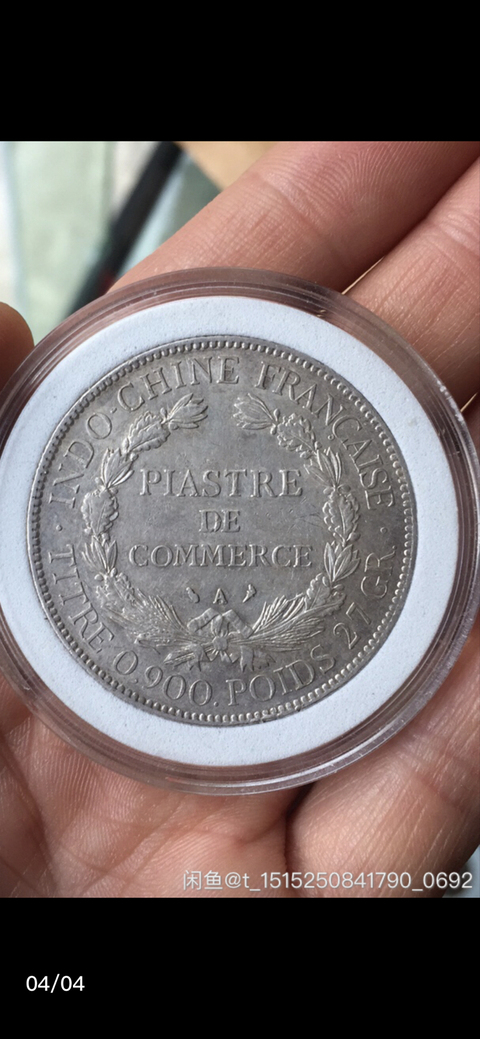 INDO-CHINE FRANÇAISE
PIASTRE
DE
COMMERCE
A
TITRE 0.900. POIDS 27 GR.
闲鱼@t_1515250841790_0692
04/04